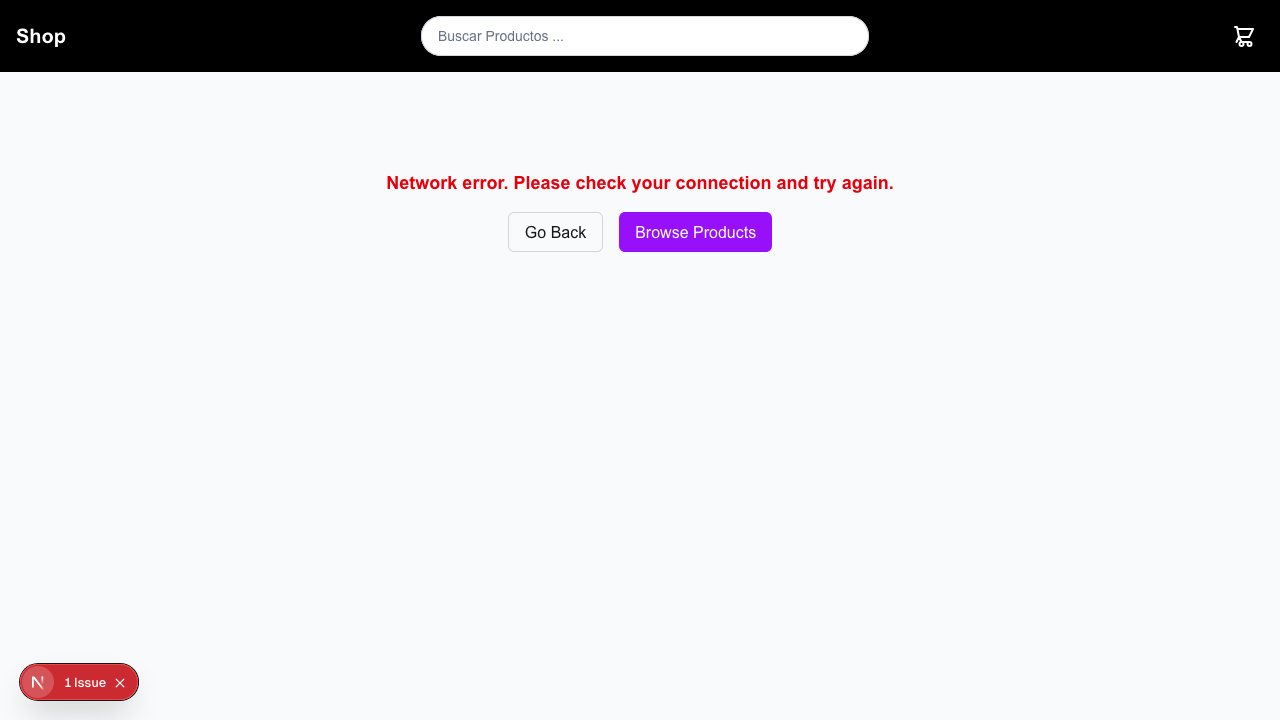 Shop
Buscar Productos ...
Network error. Please check your connection and try again.
Go Back
Browse Products
N
1 Issue